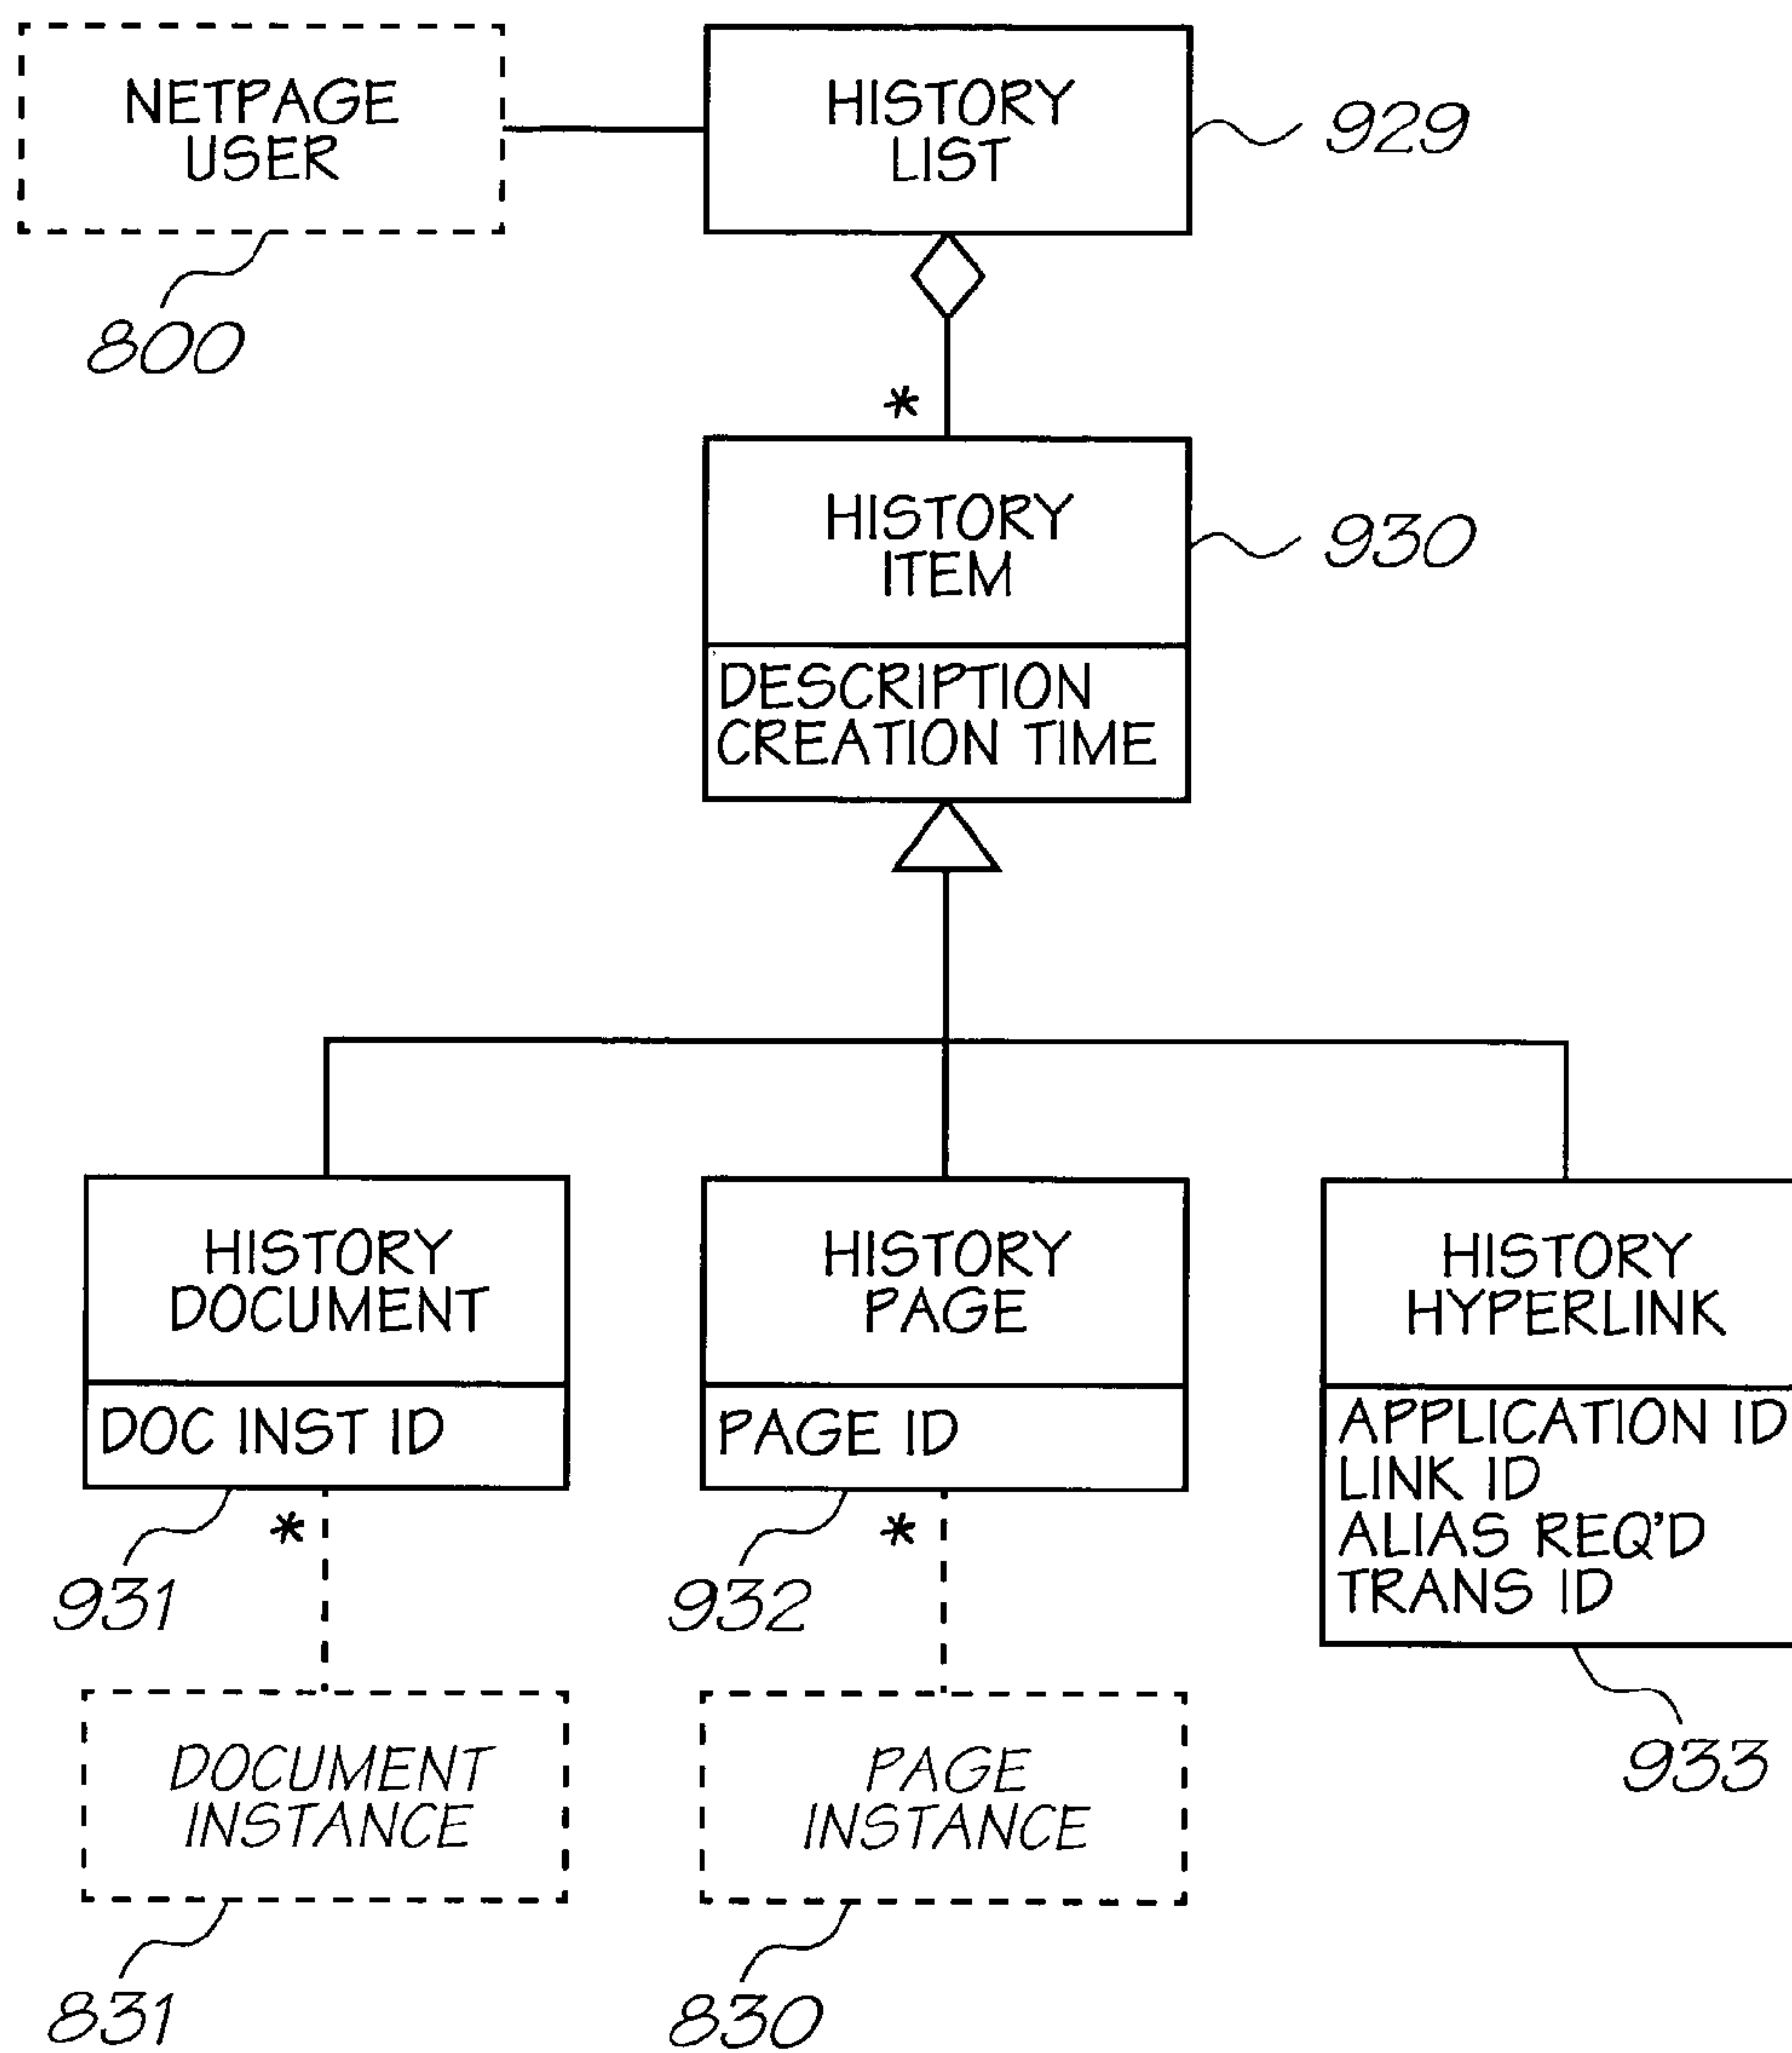 NETPAGE
USER
800
HISTORY
LIST
929
*
HISTORY
ITEM
930
DESCRIPTION
CREATION TIME
HISTORY
DOCUMENT
DOC INST ID
931
*
HISTORY
PAGE
PAGE ID
932
*
HISTORY
HYPERLINK
APPLICATION ID
LINK ID
ALIAS REQ'D
TRANS ID
933
DOCUMENT
INSTANCE
831
PAGE
INSTANCE
830